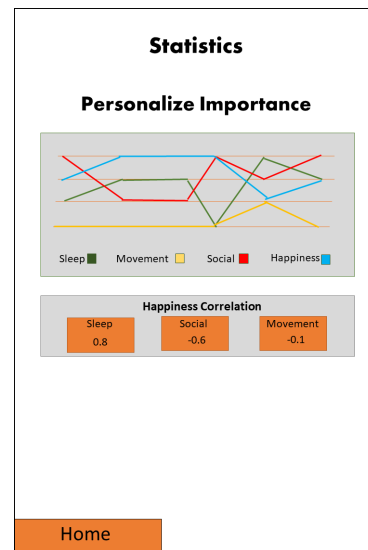 Statistics
Personalize Importance
Sleep Movement Social Happiness
Happiness Correlation
Sleep Social Movement
0.8 -0.6 -0.1
Home